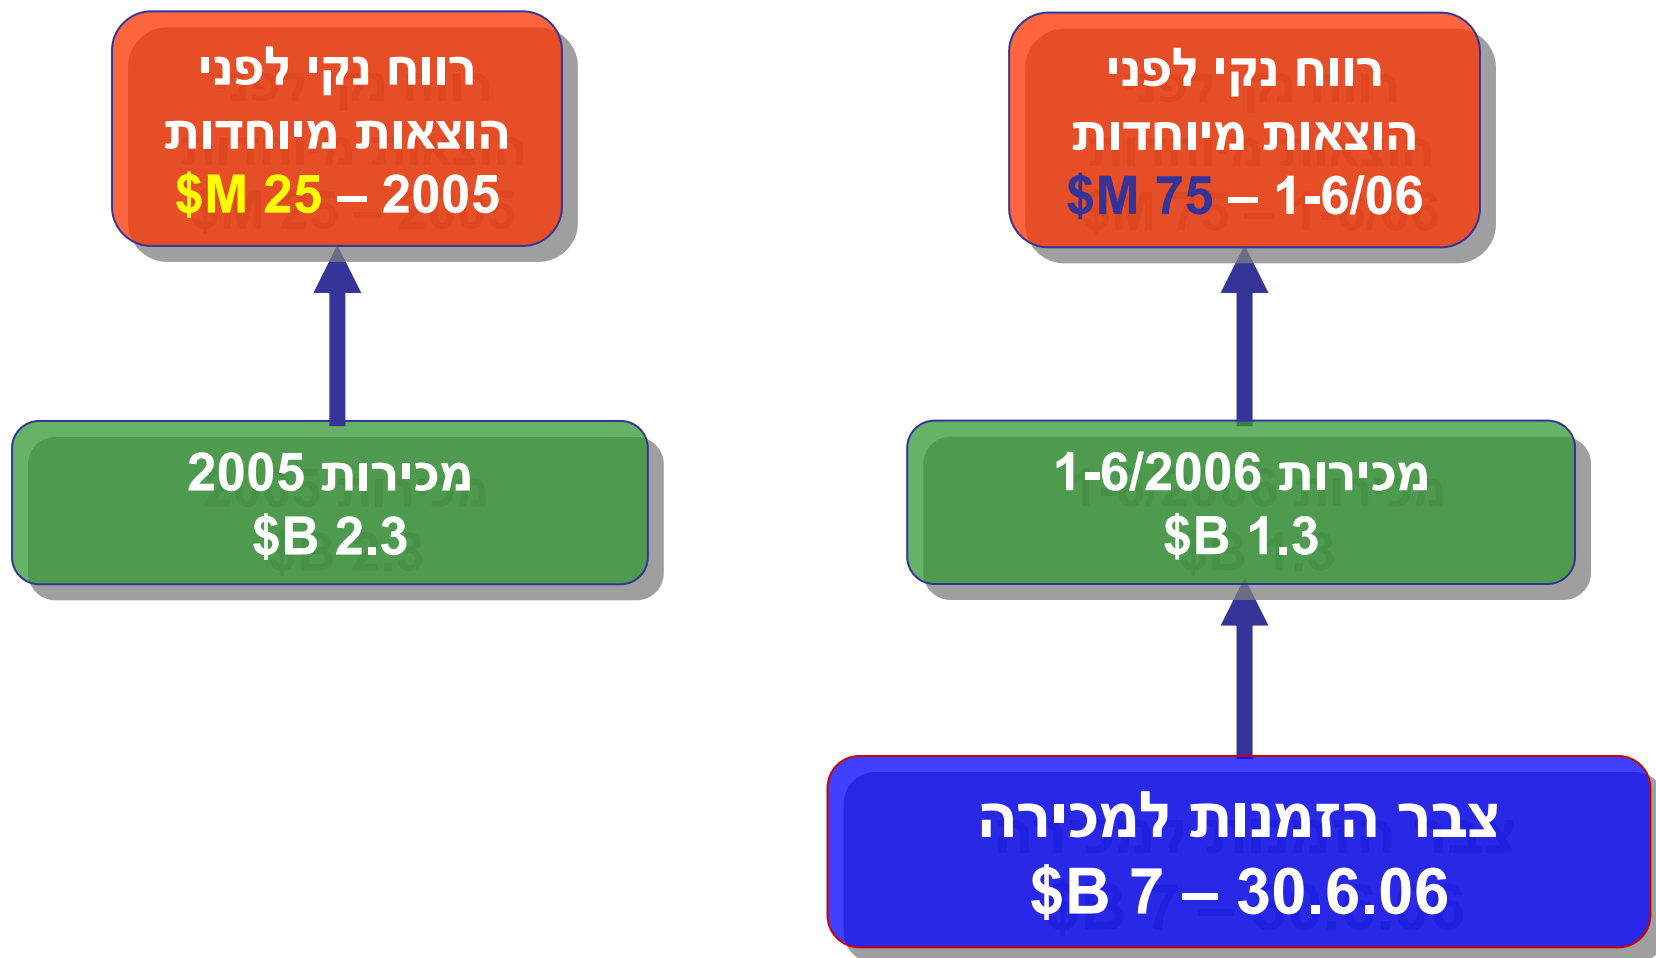 רווח נקי לפני
הוצאות מיוחדות
1-6/06 – 75 M$
מכירות 1-6/2006
1.3 B$
צבר הזמנות למכירה
30.6.06 – 7 B$
רווח נקי לפני
הוצאות מיוחדות
2005 – 25 M$
מכירות 2005
2.3 B$